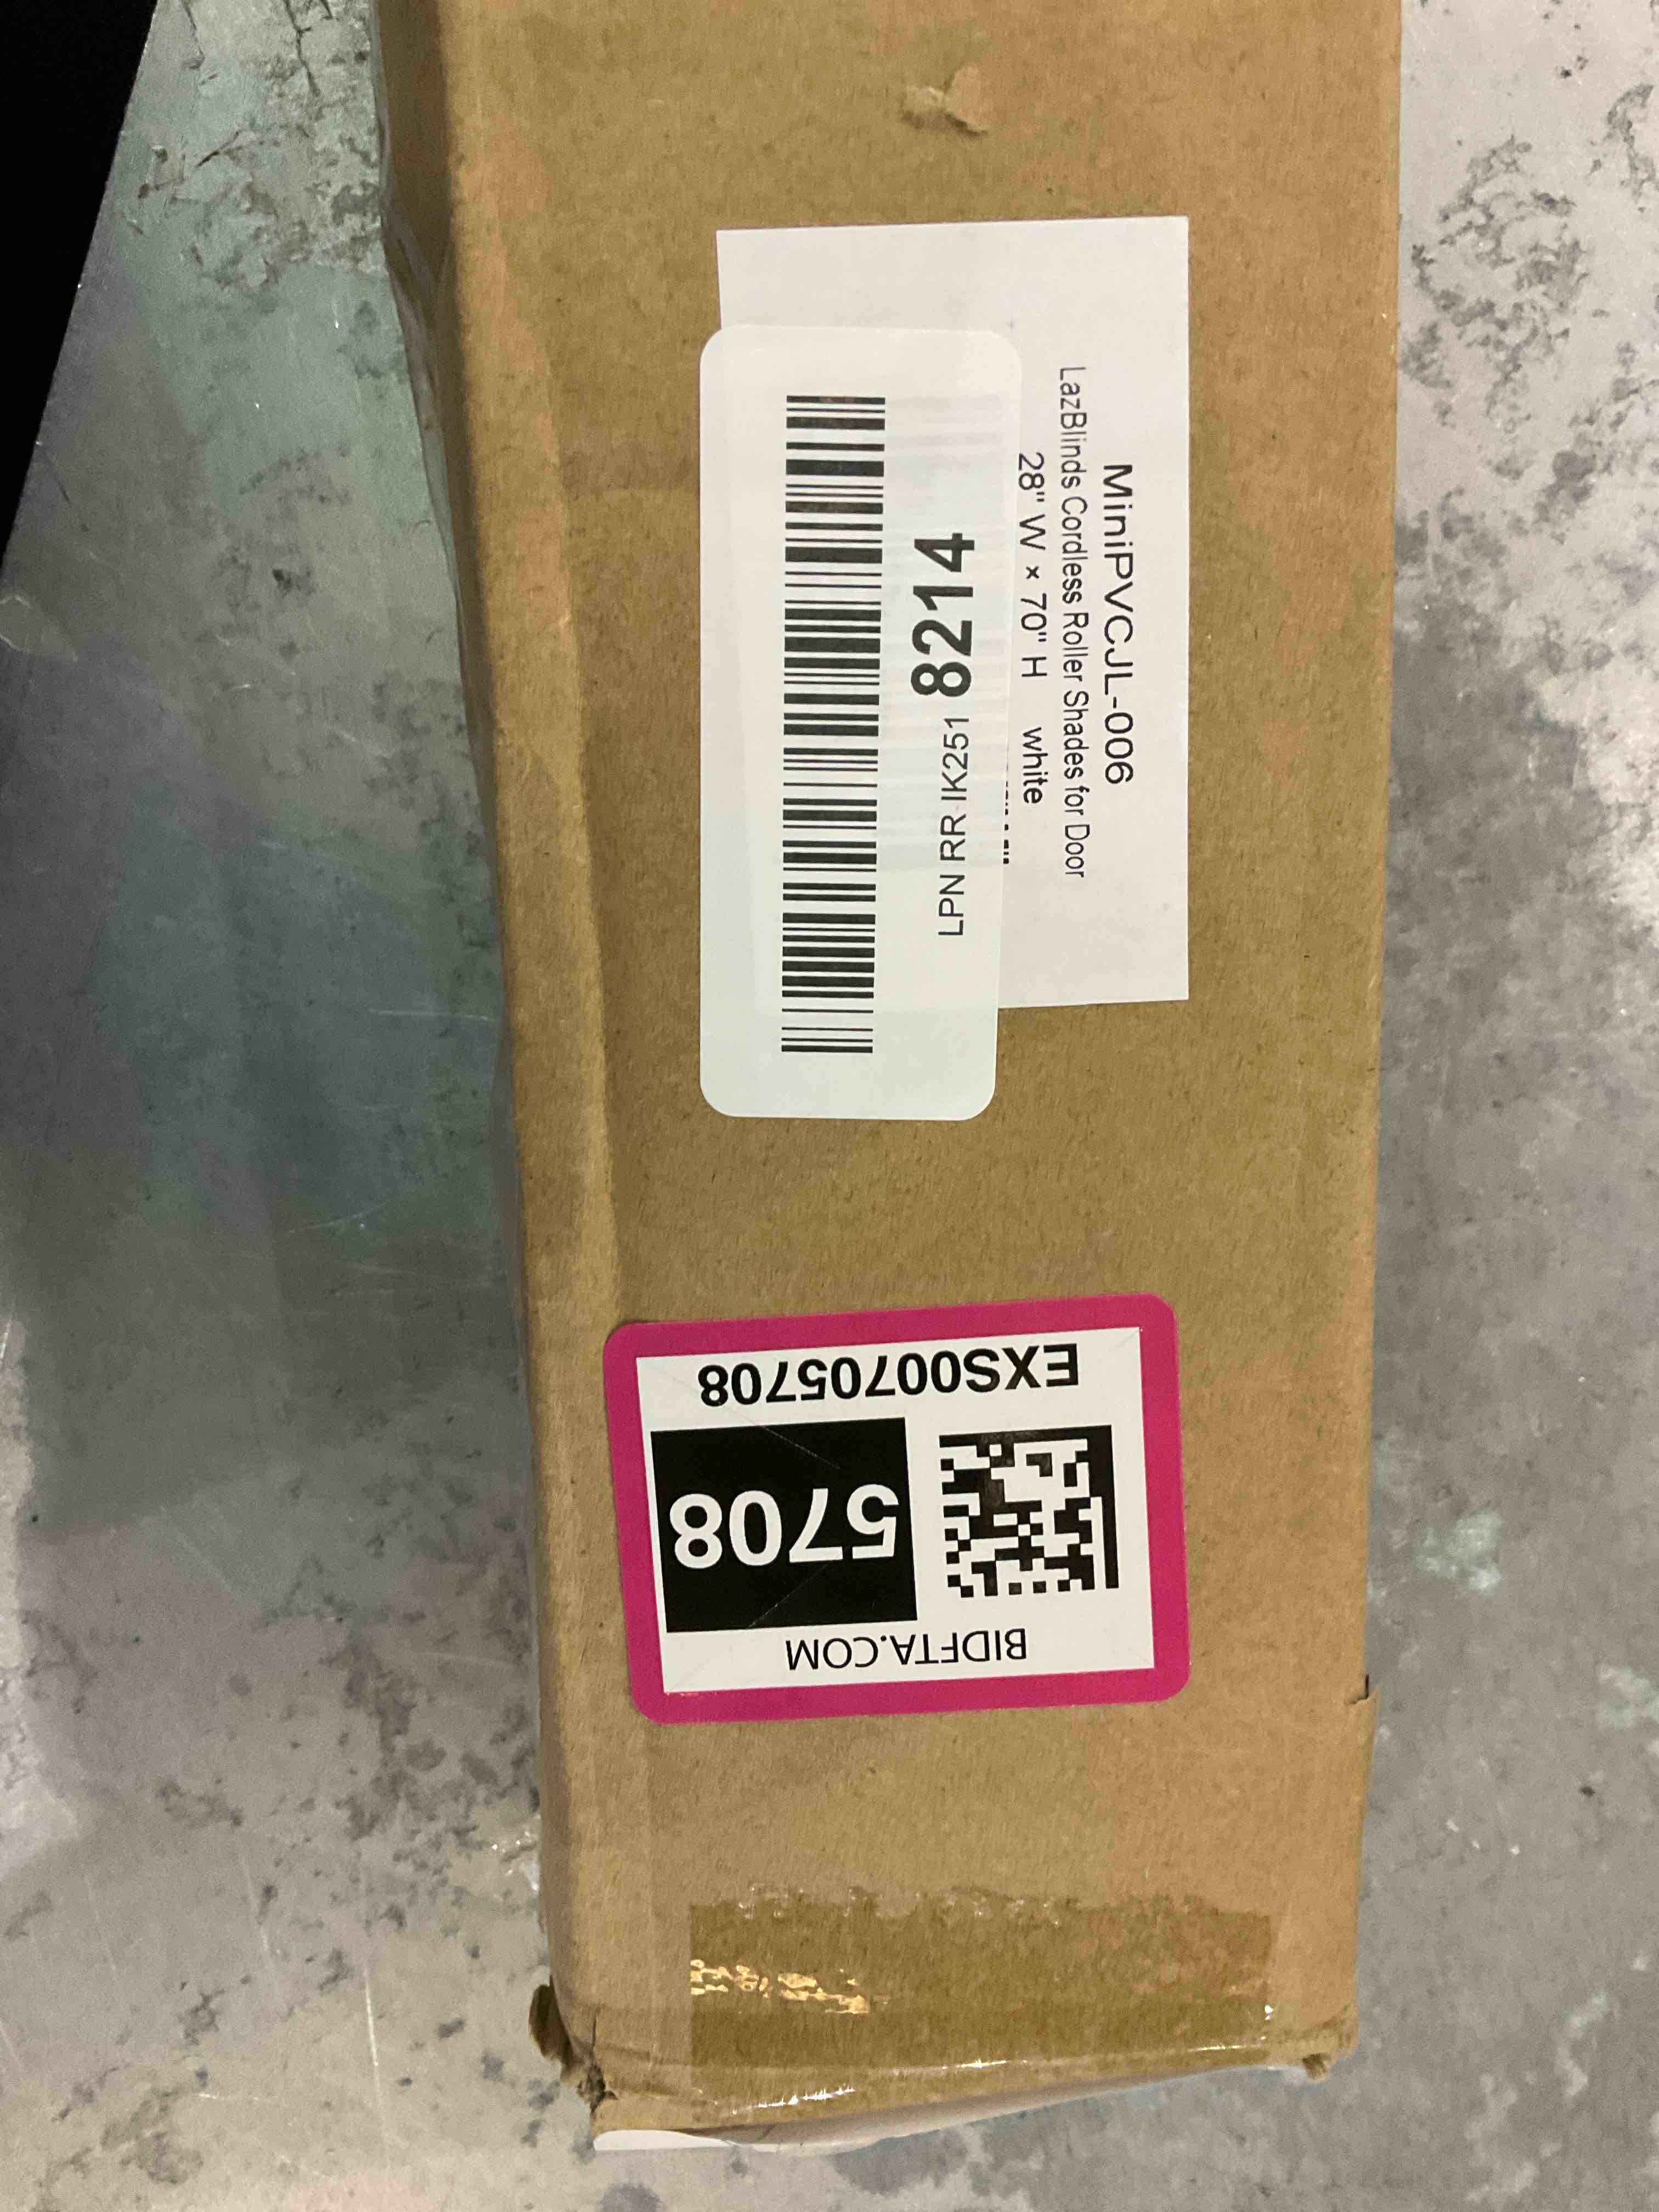 MiniPVCJL-006
LazBlinds Cordless Roller Shades for Door
28" W × 70" H white
LPN RR IK251 8214
BIDFTA.COM
5708
EXS00705708